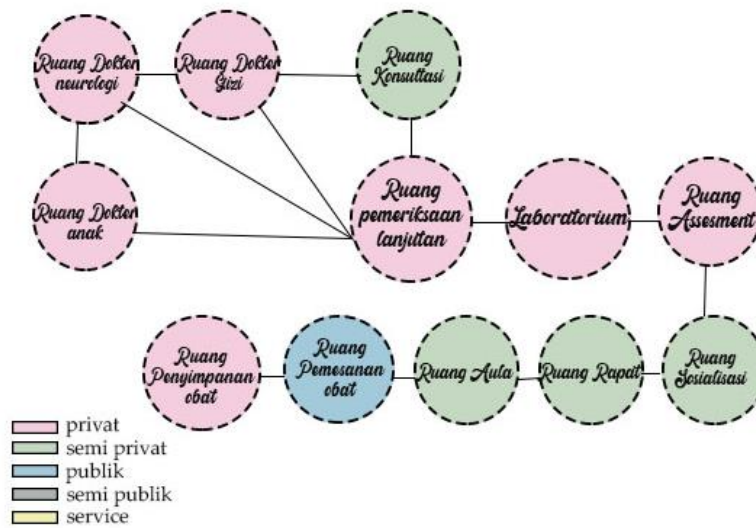 Ruang Dokter
neurologi
Ruang Dokter
Gizi
Ruang
Konsultasi
Ruang Dokter
anak
Ruang
pemeriksaan
lanjutan
Laboratorium
Ruang
Assesment
Ruang
Penyimpanan
obat
Ruang
Pemesanan
obat
Ruang Aula
Ruang Rapat
Ruang
Sosialisasi
privat
semi privat
publik
semi publik
service